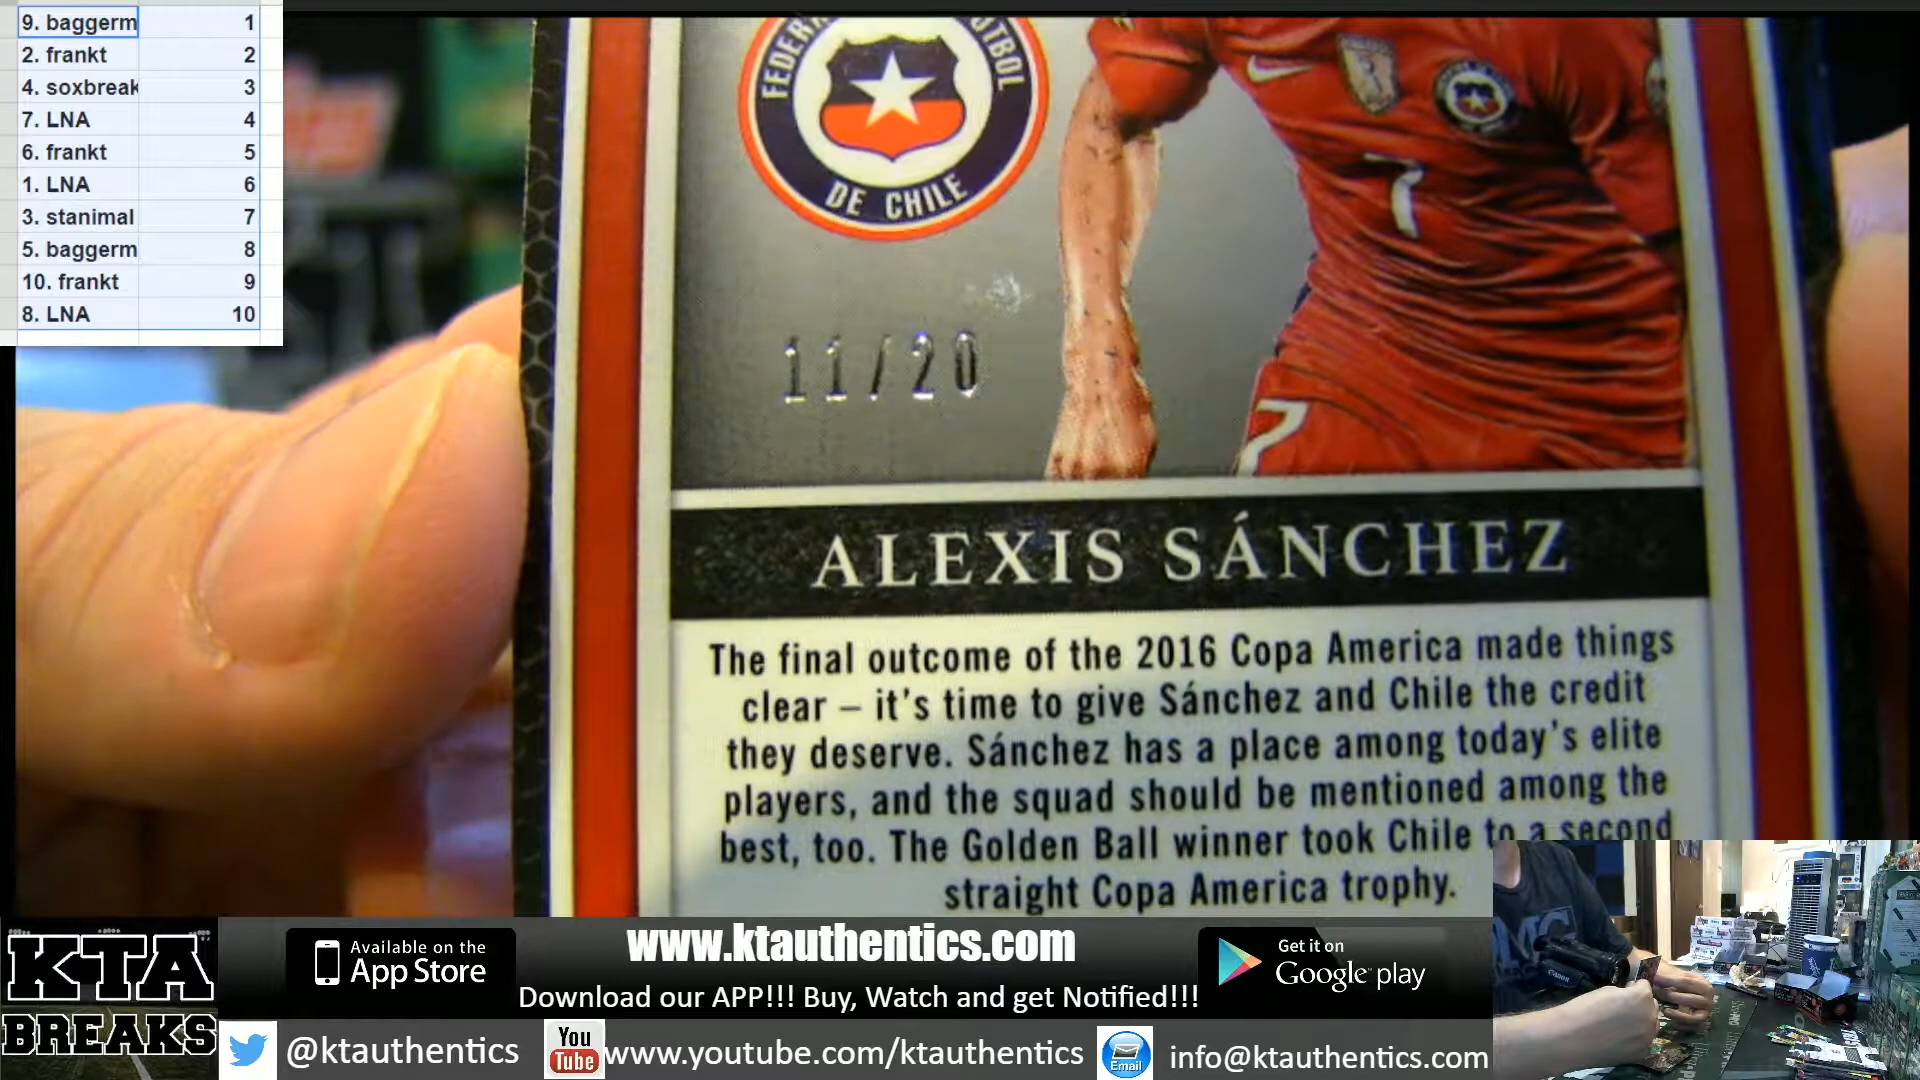 9. baggerm 1
2. frankt 2
4. soxbreak 3
7. LNA 4
6. frankt 5
1. LNA 6
3. stanimal 7
5. baggerm 8
10. frankt 9
8. LNA 10
DE CHILE
7
11/20
7
ALEXIS SÁNCHEZ
The final outcome of the 2016 Copa America made things
clear – it's time to give Sánchez and Chile the credit
they deserve. Sánchez has a place among today's elite
players, and the squad should be mentioned among the
best, too. The Golden Ball winner took Chile to a second
straight Copa America trophy.
KTA
BREAKS
Available on the
App Store
www.ktauthentics.com
Download our APP!!! Buy, Watch and get Notified!!!
Get it on
Google play
@ktauthentics
You
Tube
www.youtube.com/ktauthentics
Email
info@ktauthentics.com
Canon